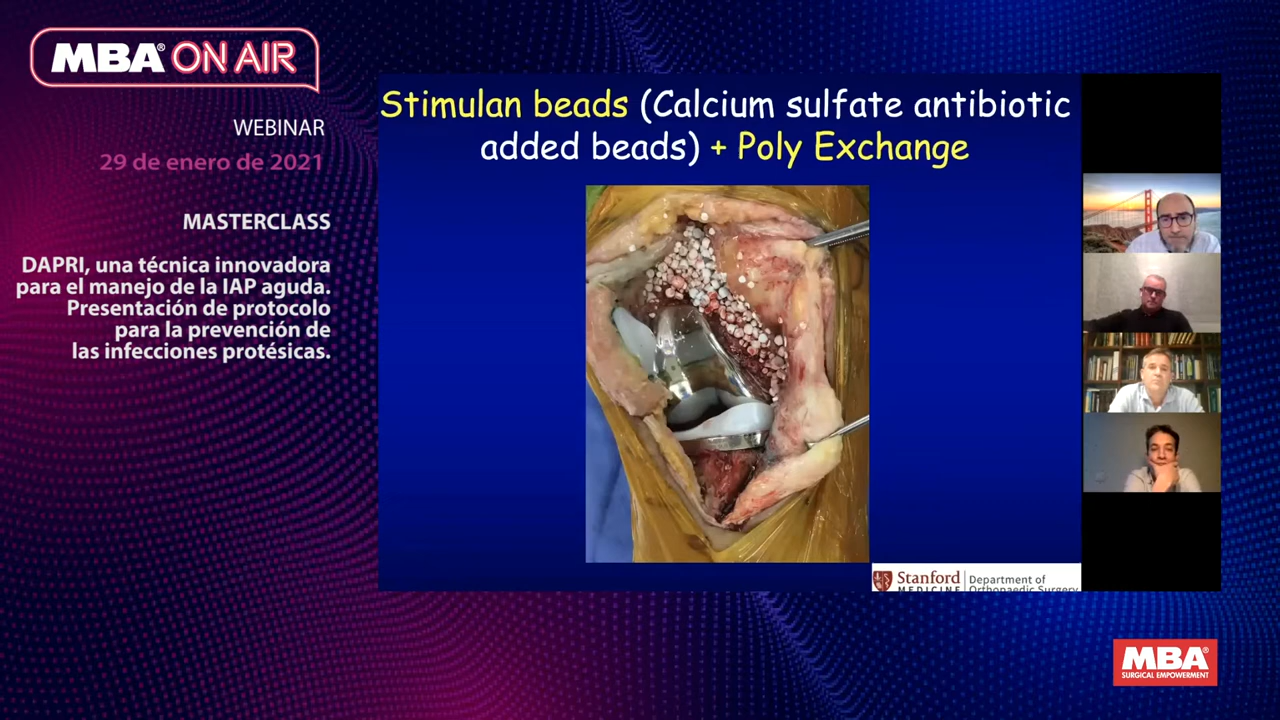 MBA® ON AIR
WEBINAR
29 de enero de 2021
MASTERCLASS
DAPRI, una técnica innovadora
para el manejo de la IAP aguda.
Presentación de protocolo
para la prevención de
las infecciones protésicas.
Stimulan beads (Calcium sulfate antibiotic
added beads) + Poly Exchange
Stanford
MEDICINE
Department of
Orthopaedic Surgery
MBA®
SURGICAL EMPOWERMENT